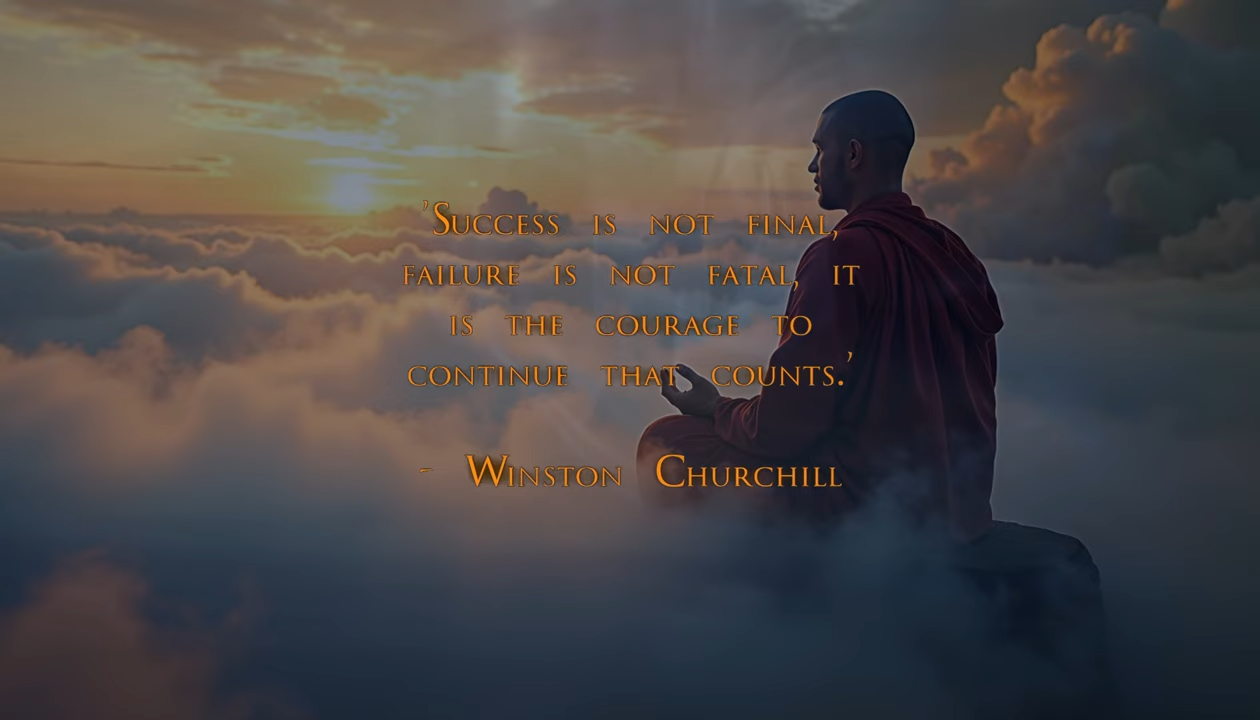 'Success is not final,
failure is not fatal, it
is the courage to
continue that counts.'
- Winston Churchill